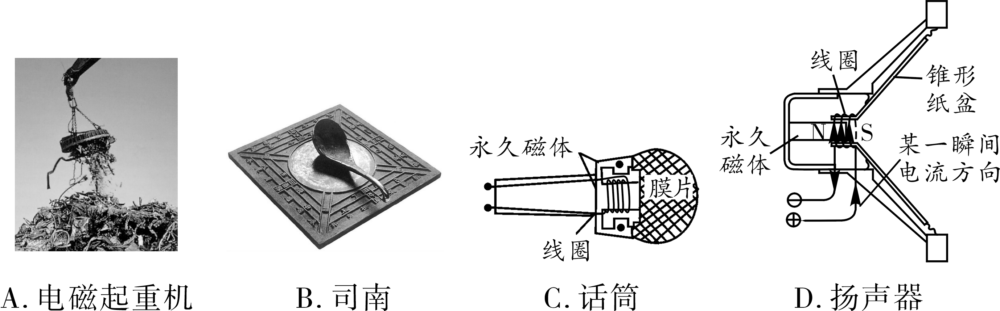 永久磁体
膜片
线圈
线圈
锥形
纸盆
永久
磁体
N
S
某一瞬间
电流方向
A. 电磁起重机
B. 司南
C. 话筒
D. 扬声器